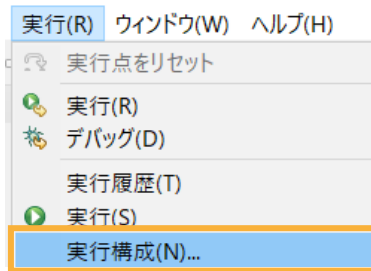 実行(R) ウィンドウ(W) ヘルプ(H)
実行点をリセット
実行(R)
デバッグ(D)
実行履歴(T)
実行(S)
実行構成(N)...